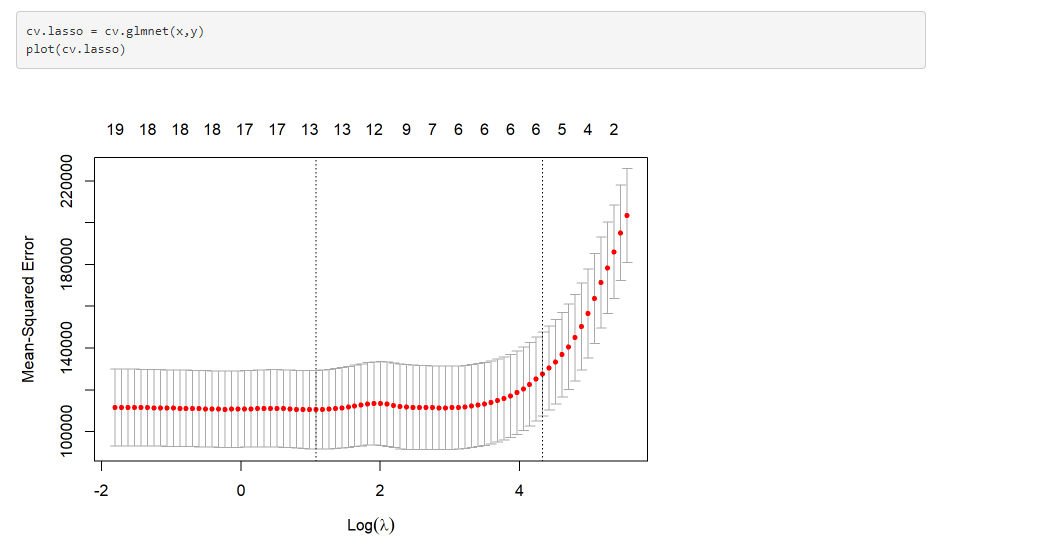 cv.lasso = cv.glmnet(x,y)
plot(cv.lasso)
19 18 18 18 17 17 13 13 12 9 7 6 6 6 6 5 4 2
220000
180000
140000
100000
Mean-Squared Error
-2 0 2 4
Log(λ)